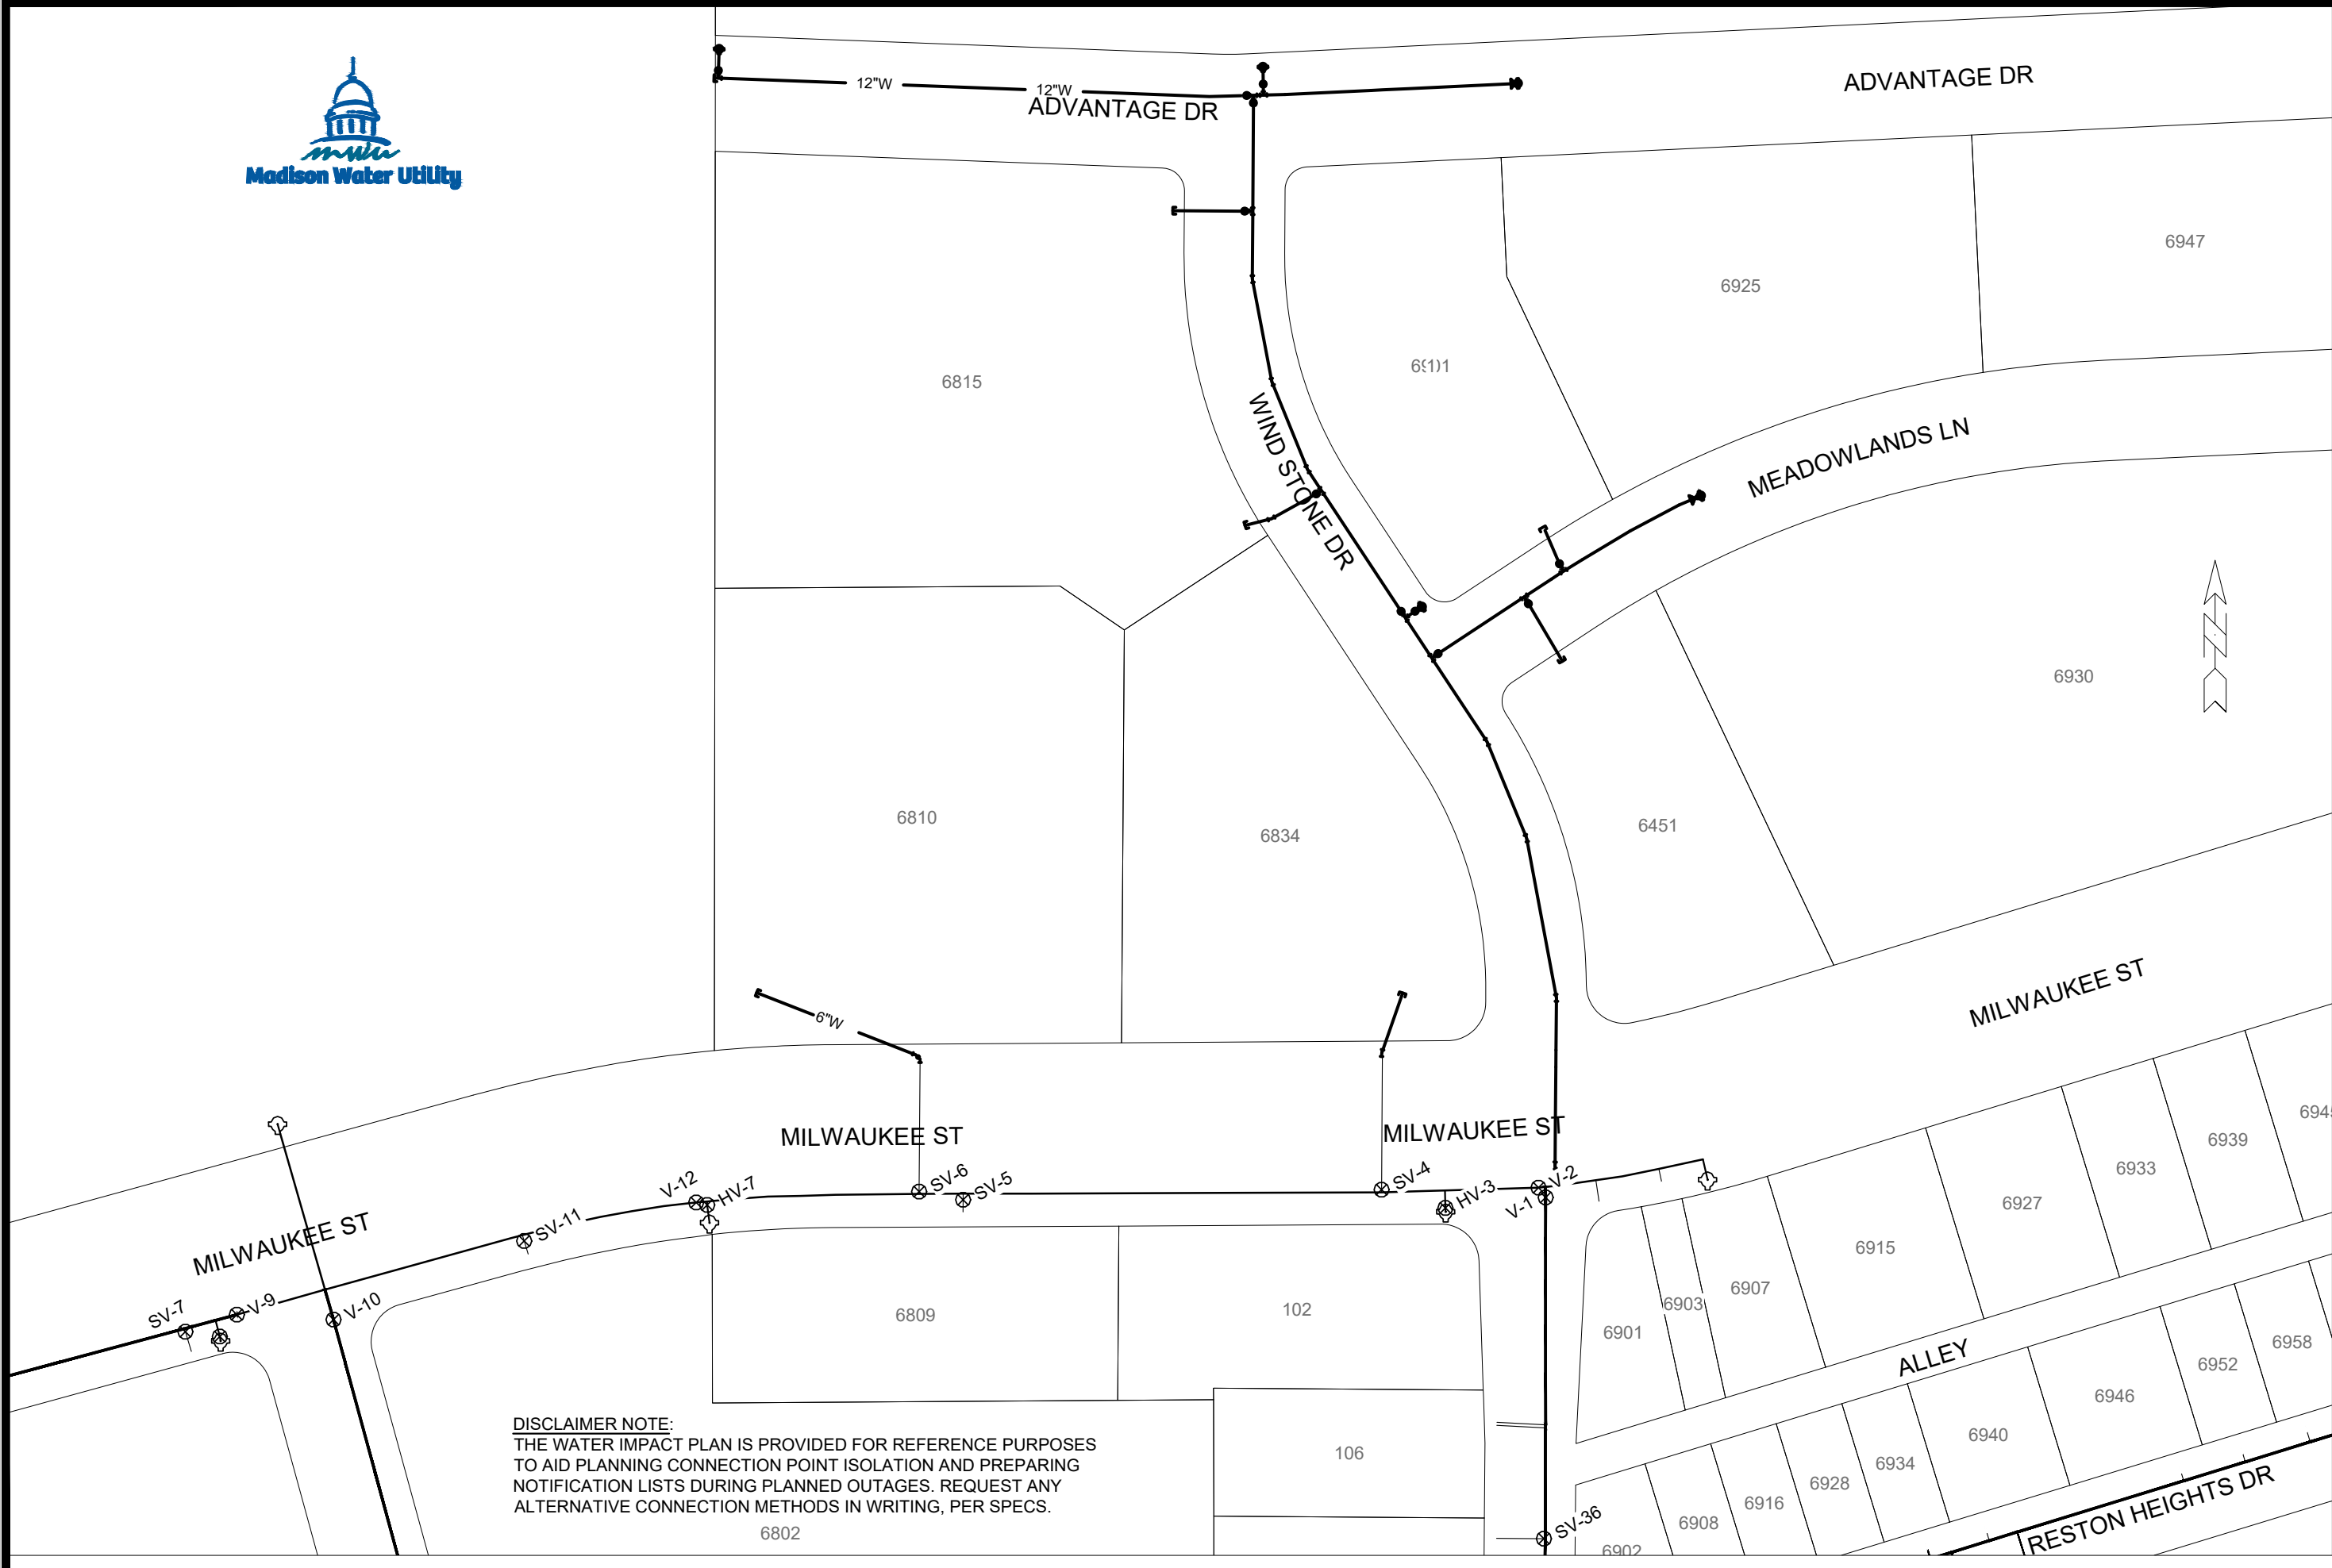 12"W
12"W
ADVANTAGE DR
ADVANTAGE DR
Madison Water Utility
6947
6925
6815
WIND STONE DR
MEADOWLANDS LN
6930
6810
6834
6451
6"W
MILWAUKEE ST
MILWAUKEE ST
MILWAUKEE ST
MILWAUKEE ST
6939
6933
6927
6915
6907
6903
6901
V-12
HV-7
SV-6
SV-5
SV-4
HV-3
V-1
V-2
SV-11
SV-7
V-9
V-10
6809
102
ALLEY
6958
6952
6946
6940
6934
6928
6916
6908
6902
106
SV-36
RESTON HEIGHTS DR
DISCLAIMER NOTE:
THE WATER IMPACT PLAN IS PROVIDED FOR REFERENCE PURPOSES
TO AID PLANNING CONNECTION POINT ISOLATION AND PREPARING
NOTIFICATION LISTS DURING PLANNED OUTAGES. REQUEST ANY
ALTERNATIVE CONNECTION METHODS IN WRITING, PER SPECS.
6802